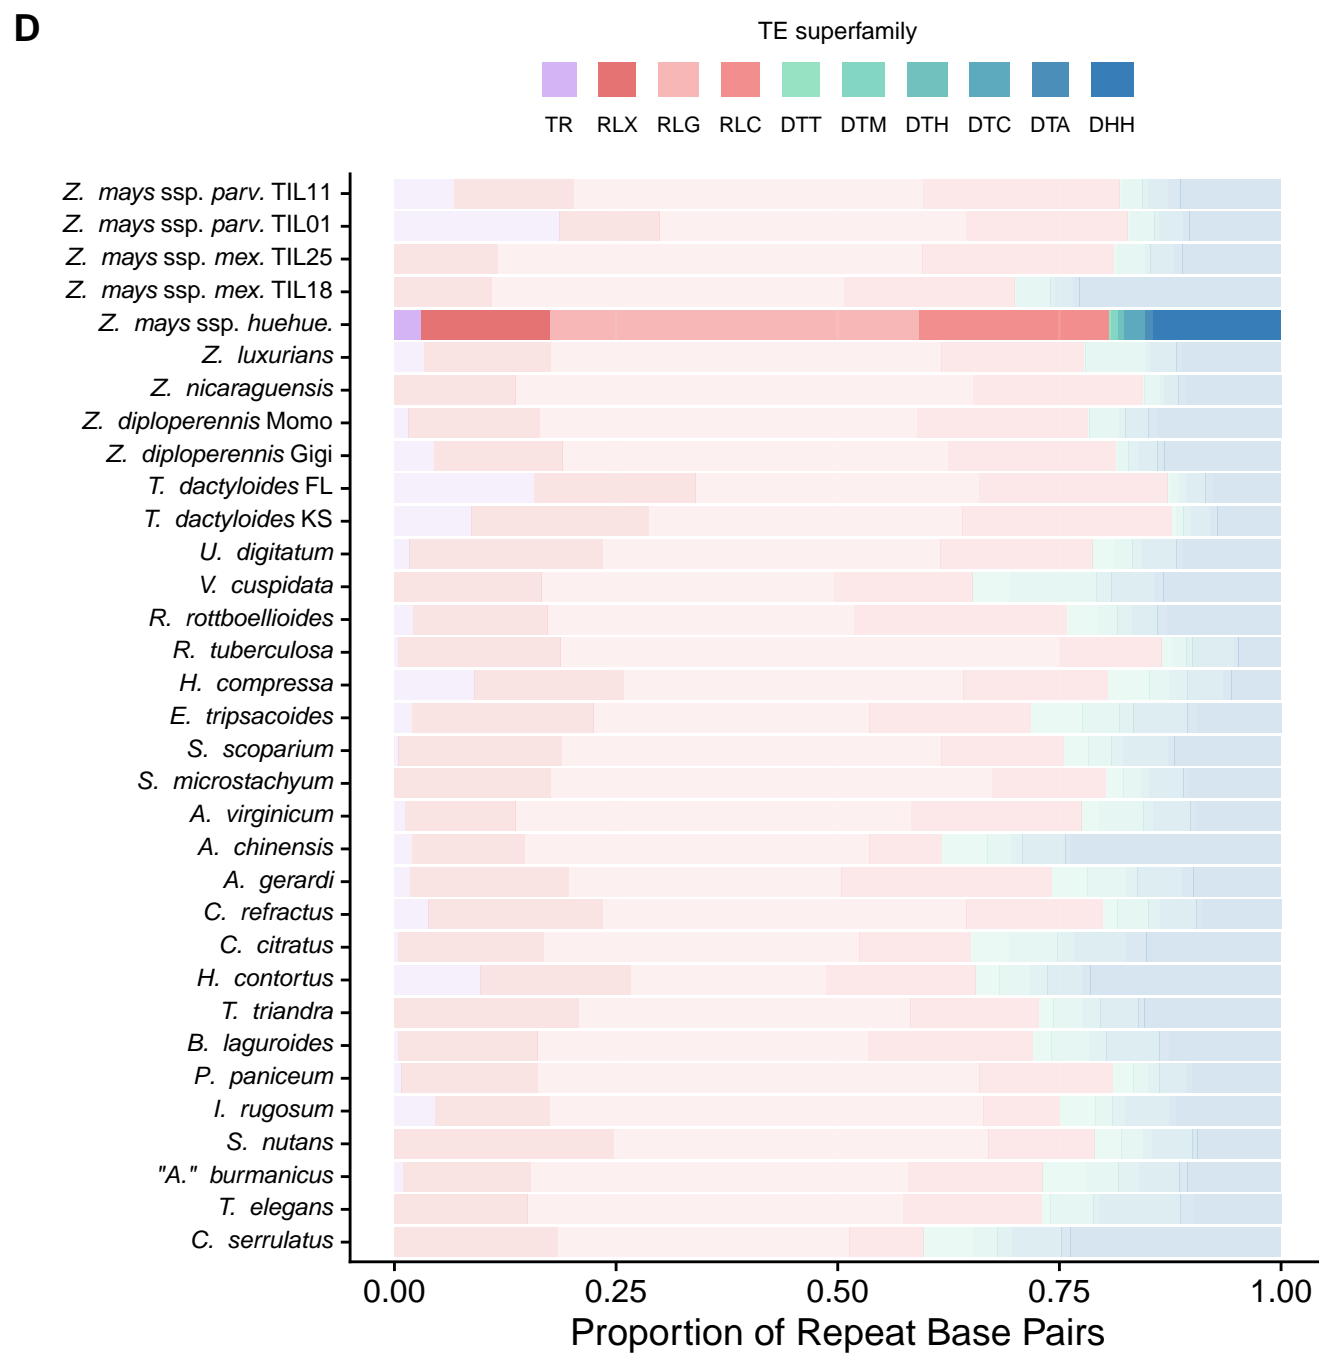 D
TE superfamily
TR RLX RLG RLC DTT DTM DTH DTC DTA DHH
Z. mays ssp. parv. TIL11
Z. mays ssp. parv. TIL01
Z. mays ssp. mex. TIL25
Z. mays ssp. mex. TIL18
Z. mays ssp. huehue.
Z. luxurians
Z. nicaraguensis
Z. diploperennis Momo
Z. diploperennis Gigi
T. dactyloides FL
T. dactyloides KS
U. digitatum
V. cuspidata
R. rottboellioides
R. tuberculosa
H. compressa
E. tripsacoides
S. scoparium
S. microstachyum
A. virginicum
A. chinensis
A. gerardi
C. refractus
C. citratus
H. contortus
T. triandra
B. laguroides
P. paniceum
I. rugosum
S. nutans
"A." burmanicus
T. elegans
C. serrulatus
0.00 0.25 0.50 0.75 1.00
Proportion of Repeat Base Pairs